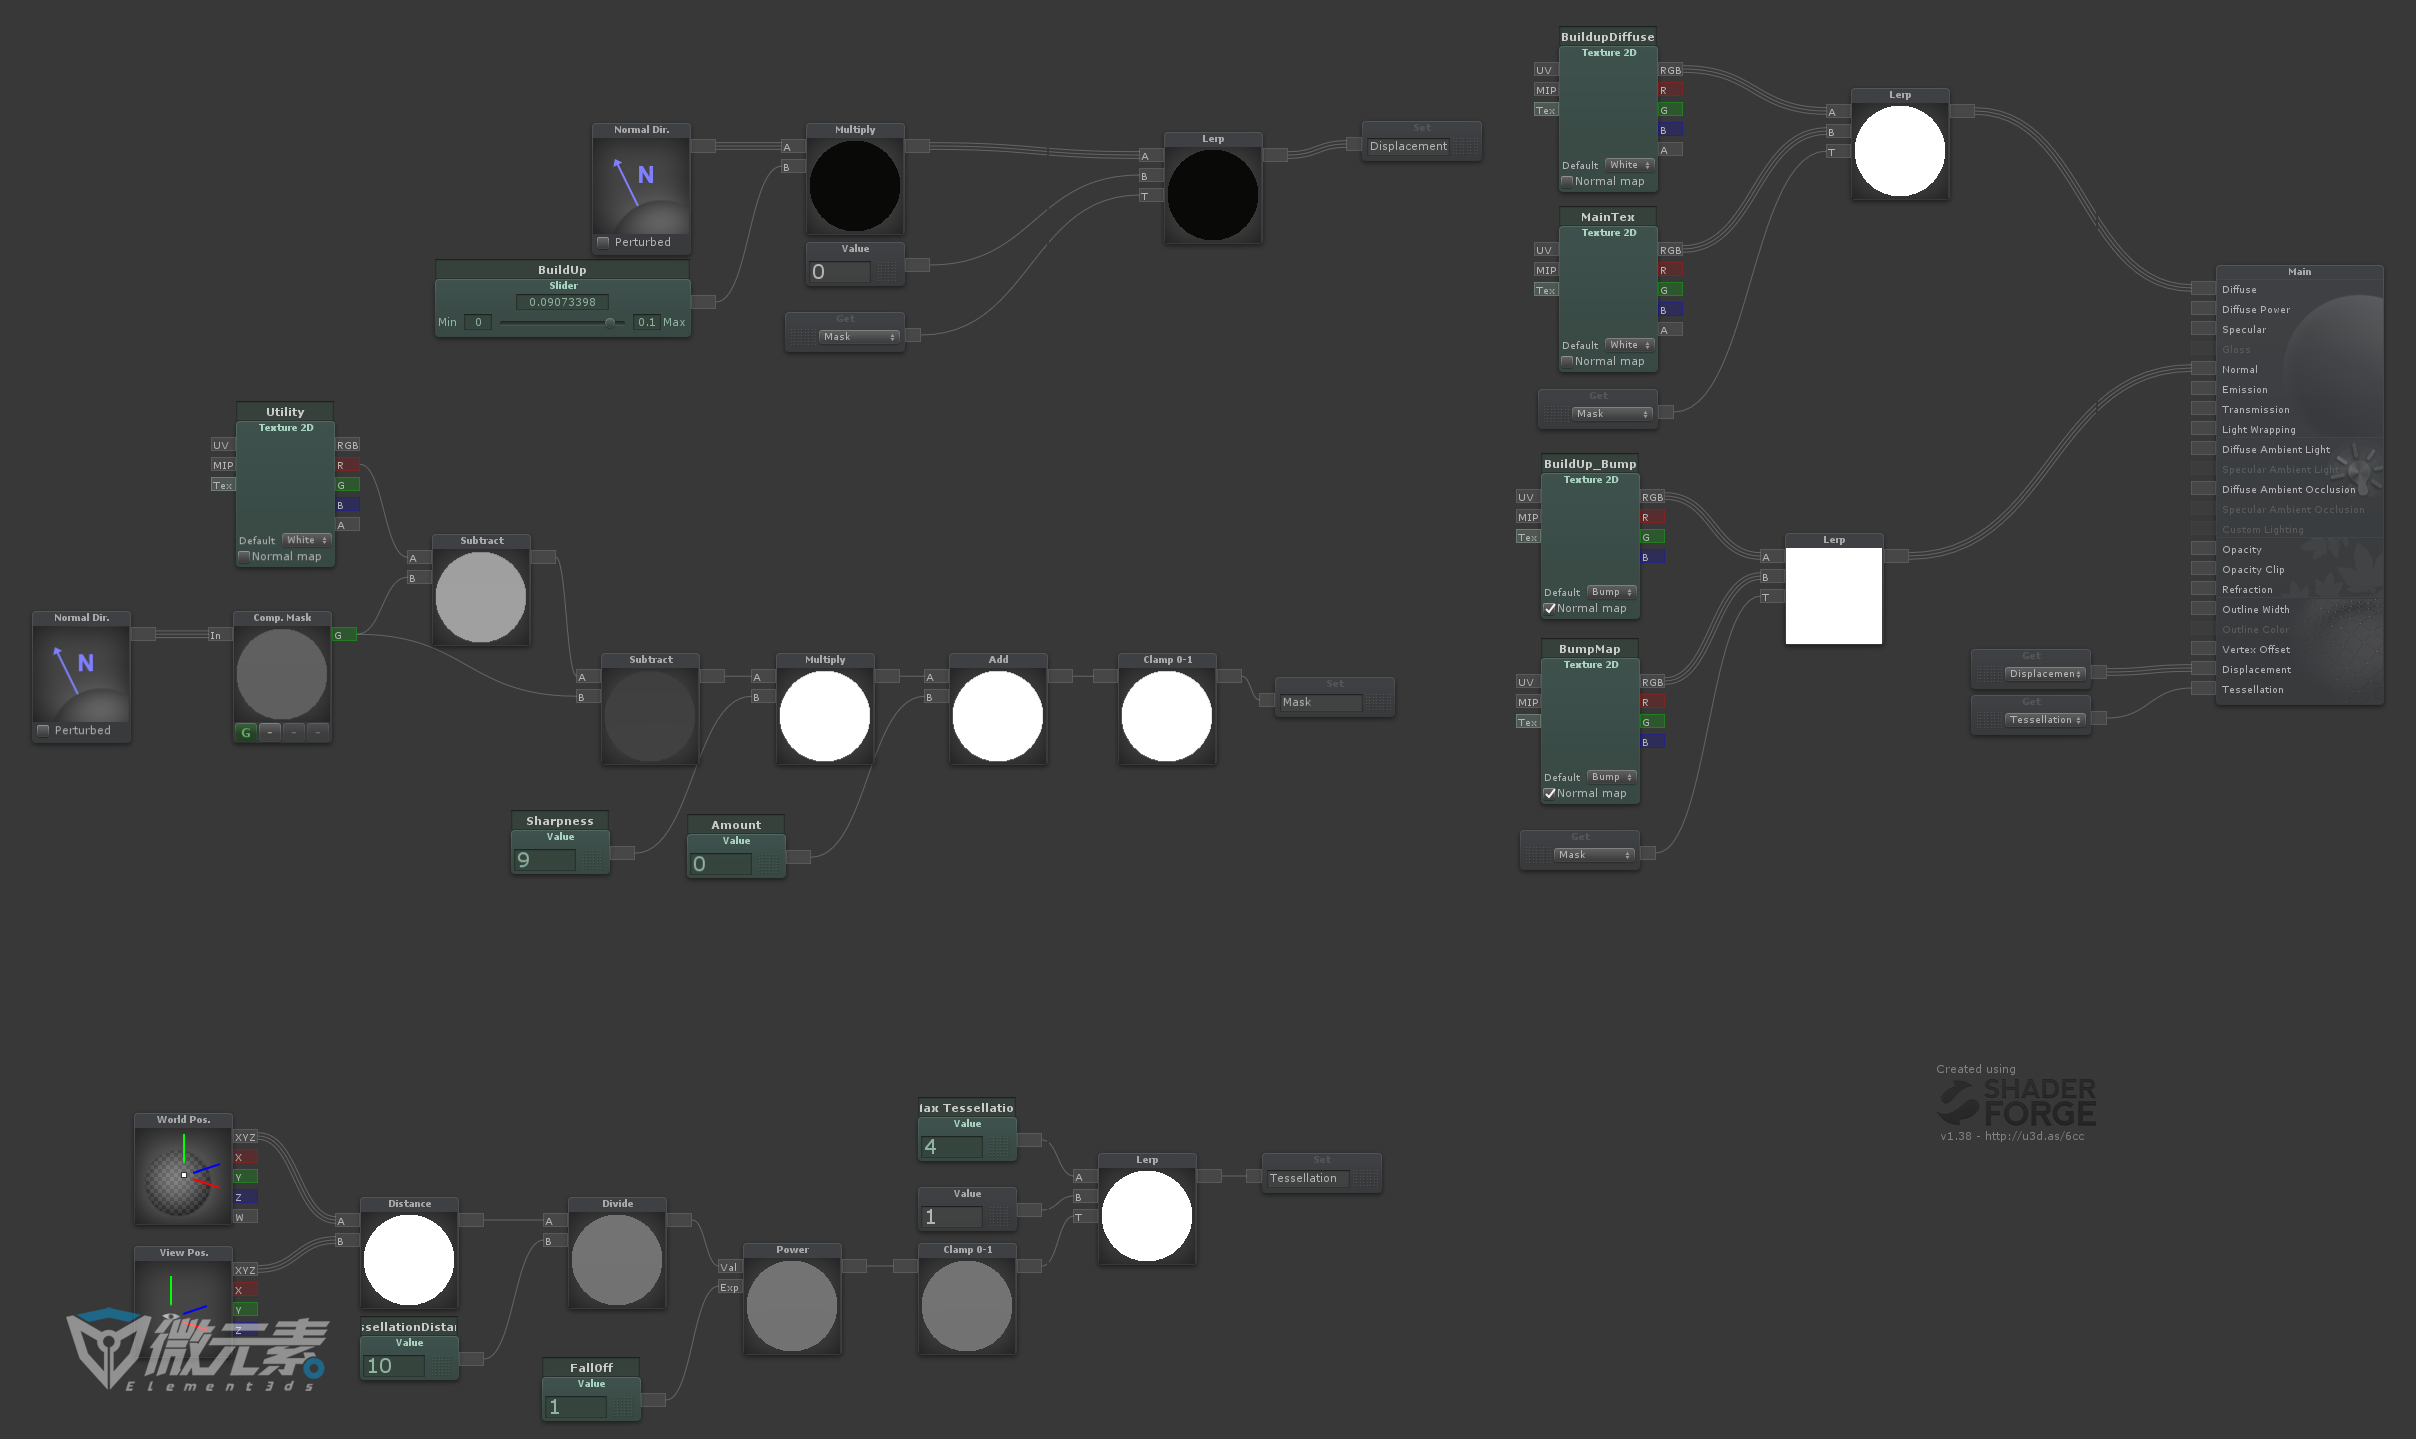 Normal Dir.
N
Perturbed
BuildUp
Slider
0.09073398
Min 0 0.1 Max
Multiply
A
B
Value
0
Get
Mask
Lerp
A
B
T
Set
Displacement
BuildupDiffuse
Texture 2D
UV RGB
MIP R
Tex G
B
A
Default White
Normal map
MainTex
Texture 2D
UV RGB
MIP R
Tex G
B
A
Default White
Normal map
Get
Mask
Lerp
A
B
T
Utility
Texture 2D
UV RGB
MIP R
Tex G
B
A
Default White
Normal map
Normal Dir.
N
Perturbed
Comp. Mask
In G
G - - -
Subtract
A
B
Subtract
A
B
Multiply
A
B
Add
A
B
Clamp 0-1
Set
Mask
Sharpness
Value
9
Amount
Value
0
BuildUp_Bump
Texture 2D
UV RGB
MIP R
Tex G
B
Default Bump
Normal map
BumpMap
Texture 2D
UV RGB
MIP R
Tex G
B
Default Bump
Normal map
Get
Mask
Lerp
A
B
T
Main
Diffuse
Diffuse Power
Specular
Gloss
Normal
Emission
Transmission
Light Wrapping
Diffuse Ambient Light
Specular Ambient Light
Diffuse Ambient Occlusion
Specular Ambient Occlusion
Custom Lighting
Opacity
Opacity Clip
Refraction
Outline Width
Outline Color
Vertex Offset
Displacement
Tessellation
Get
Displacemen
Get
Tessellation
World Pos.
XYZ
X
Y
Z
W
View Pos.
XYZ
X
Y
Z
Distance
A
B
ssellationDistan
Value
10
Divide
A
B
FallOff
Value
1
Power
Val
Exp
lax Tessellatio
Value
4
Value
1
Clamp 0-1
Lerp
A
B
T
Set
Tessellation
Created using
SHADER
FORGE
v1.38 - http://u3d.as/6cc
微元素
Element3ds